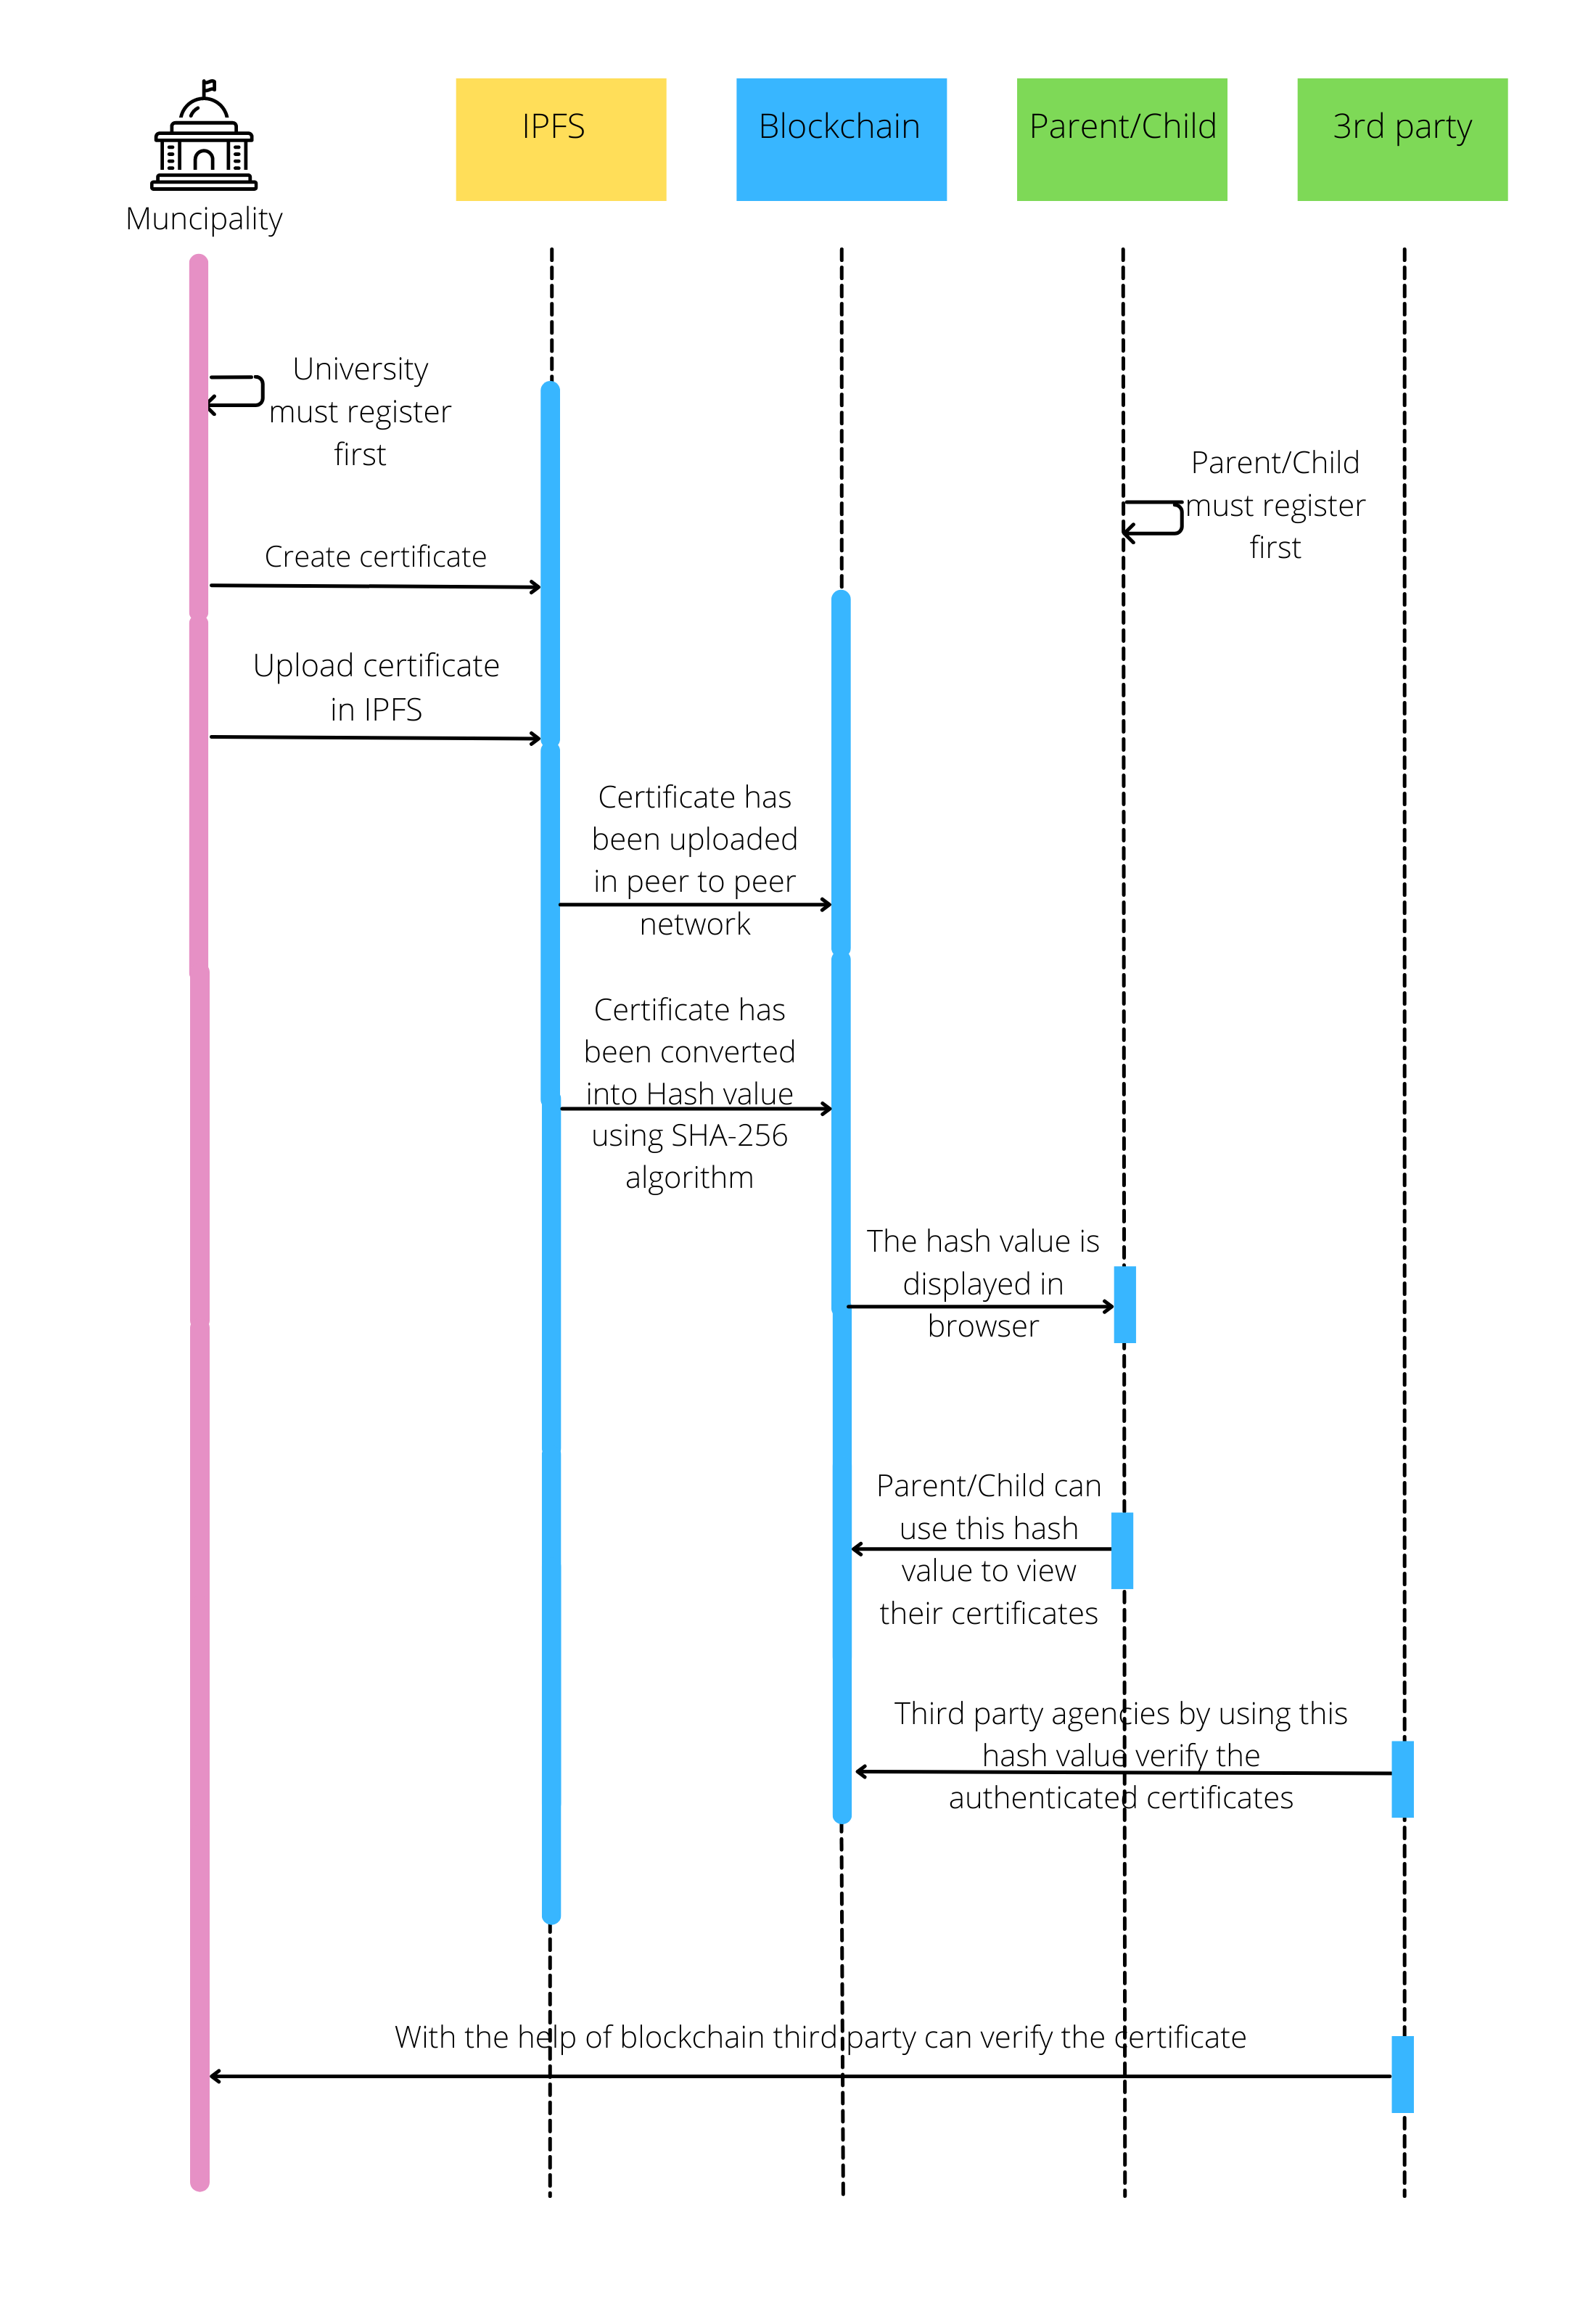 IPFS
Blockchain
Parent/Child
3rd party
Muncipality
University
must register
first
Parent/Child
must register
first
Create certificate
Upload certificate
in IPFS
Certificate has
been uploaded
in peer to peer
network
Certificate has
been converted
into Hash value
using SHA-256
algorithm
The hash value is
displayed in
browser
Parent/Child can
use this hash
value to view
their certificates
Third party agencies by using this
hash value verify the
authenticated certificates
With the help of blockchain third party can verify the certificate